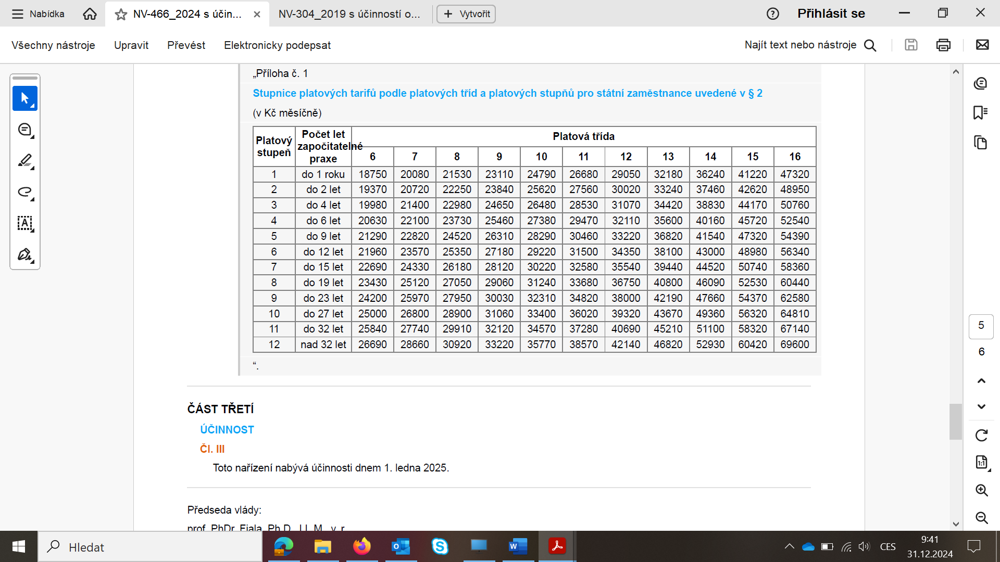 Nabídka
NV-466_2024 s účin...
NV-304_2019 s účinností o...
Vytvořit
Přihlásit se
Všechny nástroje
Upravit
Převést
Elektronicky podepsat
Najít text nebo nástroje
„Příloha č. 1
Stupnice platových tarifů podle platových tříd a platových stupňů pro státní zaměstnance uvedené v § 2
(v Kč měsíčně)
Platový stupeň Počet let započitatelné praxe Platová třída
6 7 8 9 10 11 12 13 14 15 16
1 do 1 roku 18750 20080 21530 23110 24790 26680 29050 32180 36240 41220 47320
2 do 2 let 19370 20720 22250 23840 25620 27560 30020 33240 37460 42620 48950
3 do 4 let 19980 21400 22980 24650 26480 28530 31070 34420 38830 44170 50760
4 do 6 let 20630 22100 23730 25460 27380 29470 32110 35600 40160 45720 52540
5 do 9 let 21290 22820 24520 26310 28290 30460 33220 36820 41540 47320 54390
6 do 12 let 21960 23570 25350 27180 29220 31500 34350 38100 43000 48980 56340
7 do 15 let 22690 24330 26180 28120 30220 32580 35540 39440 44520 50740 58360
8 do 19 let 23430 25120 27050 29060 31240 33680 36750 40800 46090 52530 60440
9 do 23 let 24200 25970 27950 30030 32310 34820 38000 42190 47660 54370 62580
10 do 27 let 25000 26800 28900 31060 33400 36020 39320 43670 49360 56320 64810
11 do 32 let 25840 27740 29910 32120 34570 37280 40690 45210 51100 58320 67140
12 nad 32 let 26690 28660 30920 33220 35770 38570 42140 46820 52930 60420 69600
“.
ČÁST TŘETÍ
ÚČINNOST
Čl. III
Toto nařízení nabývá účinnosti dnem 1. ledna 2025.
Předseda vlády:
prof. PhDr. Fiala, Ph.D., LL.M., v. r.
5
6
1:1
Hledat
CES
9:41
31.12.2024